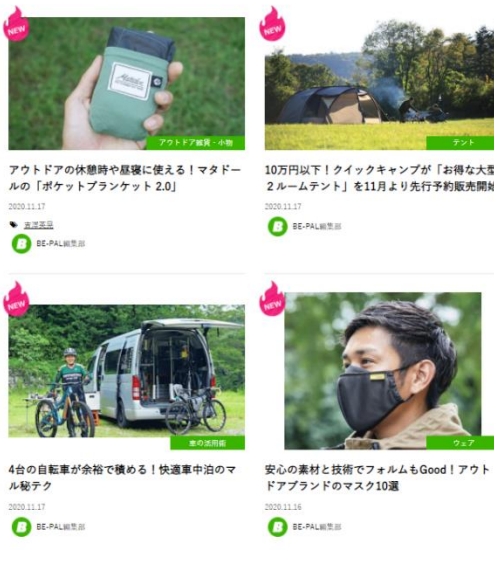 NEW
NEW
Matador
アウトドア雑貨・小物
テント
アウトドアの休憩時や昼寝に使える！マタドー
ルの「ポケットブランケット 2.0」
10万円以下！クイックキャンプが「お得な大型
２ルームテント」を11月より先行予約販売開始
2020.11.17
2020.11.17
BE-PAL編集部
B BE-PAL編集部
NEW
NEW
車の活用術
ウェア
4台の自転車が余裕で積める！快適車中泊のマ
ル秘テク
安心の素材と技術でフォルムもGood！アウト
ドアブランドのマスク10選
2020.11.17
2020.11.16
BE-PAL編集部
BE-PAL編集部